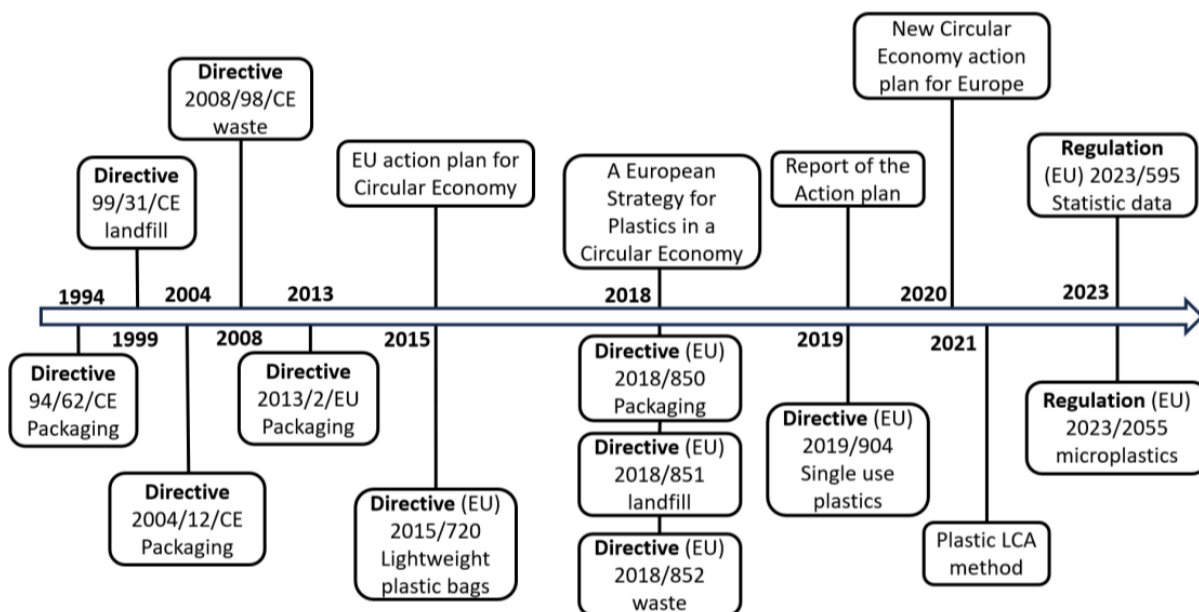 New Circular
Economy action
plan for Europe
Directive
2008/98/CE
waste
EU action plan for
Circular Economy
Directive
99/31/CE
landfill
A European
Strategy for
Plastics in a
Circular Economy
Report of the
Action plan
Regulation
(EU) 2023/595
Statistic data
1994
2004
2013
2018
2020
2023
1999
2008
2015
2019
2021
Directive
94/62/CE
Packaging
Directive
2013/2/EU
Packaging
Directive (EU)
2018/850
Packaging
Regulation (EU)
2023/2055
microplastics
Directive (EU)
2019/904
Single use
plastics
Directive (EU)
2018/851
landfill
Directive
2004/12/CE
Packaging
Directive (EU)
2015/720
Lightweight
plastic bags
Plastic LCA
method
Directive (EU)
2018/852
waste